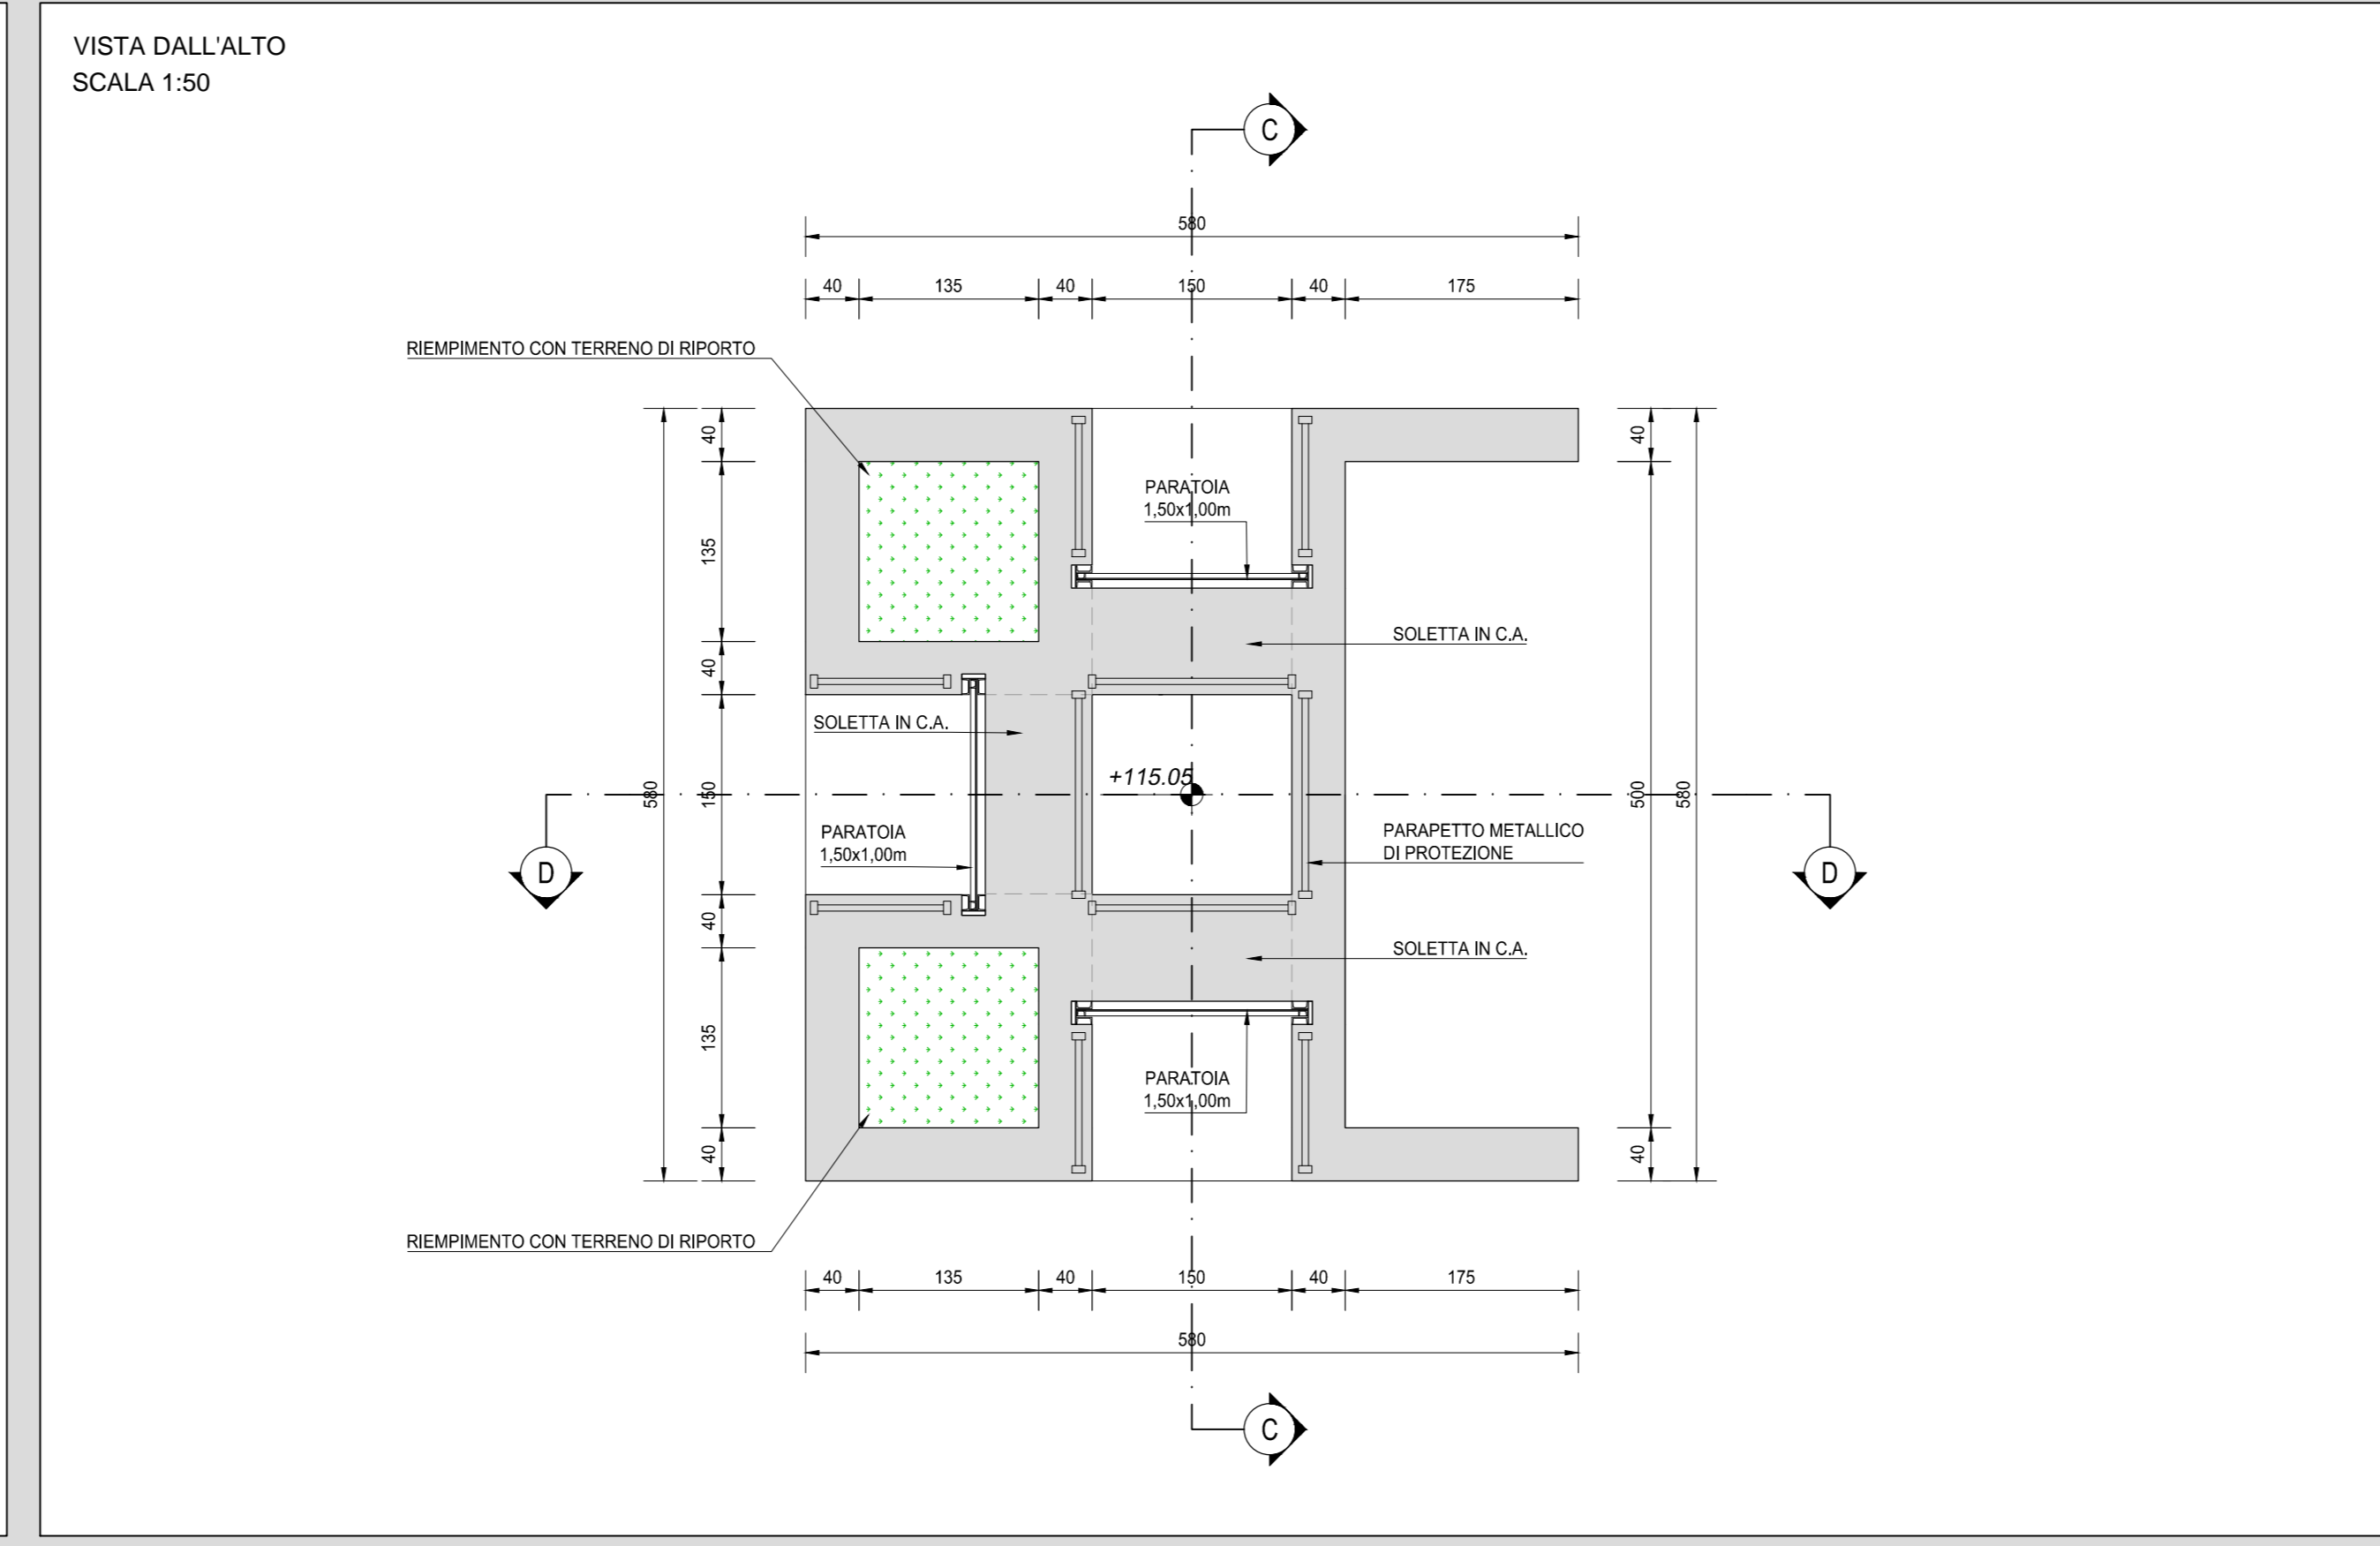 VISTA DALL'ALTO
SCALA 1:50
C
580
40 135 40 150 40 175
RIEMPIMENTO CON TERRENO DI RIPORTO
40
40
PARATOIA
1,50x1,00m
135
SOLETTA IN C.A.
40
SOLETTA IN C.A.
+115.05
580
150
500
580
PARATOIA
1,50x1,00m
PARAPETTO METALLICO
DI PROTEZIONE
D
D
40
SOLETTA IN C.A.
135
PARATOIA
1,50x1,00m
40
40
RIEMPIMENTO CON TERRENO DI RIPORTO
40 135 40 150 40 175
580
C